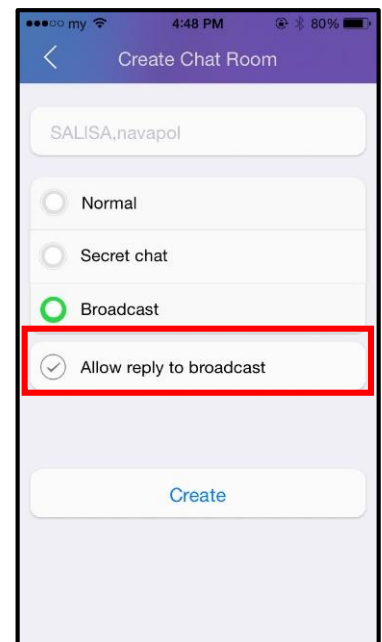 my 4:48 PM 80%
Create Chat Room
SALISA,navapol
Normal
Secret chat
Broadcast
Allow reply to broadcast
Create